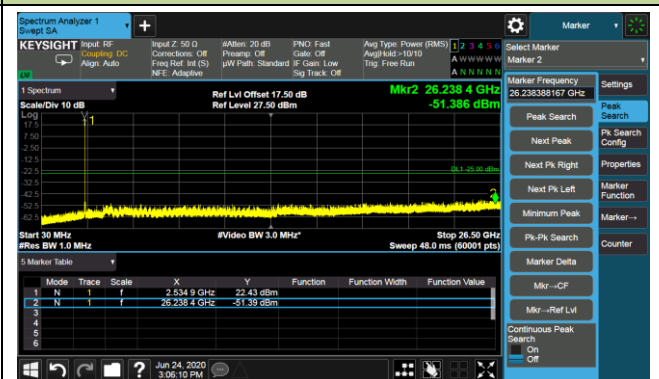 Spectrum Analyzer 1
Swept SA
+
Marker
KEYSIGHT
Input: RF
Coupling: DC
Align: Auto
Input Z: 50 Ω
Corrections: Off
Freq Ref: Int (S)
NFE: Adaptive
#Atten: 20 dB
Preamp: Off
µW Path: Standard
PNO: Fast
Gate: Off
IF Gain: Low
Sig Track: Off
Avg Type: Power (RMS)
Avg|Hold:>10/10
Trig: Free Run
1 2 3 4 5 6
A W W W W W
A N N N N N
Select Marker
Marker 2
1 Spectrum
Scale/Div 10 dB
Ref Lvl Offset 17.50 dB
Ref Level 27.50 dBm
Mkr2 26.238 4 GHz
-51.386 dBm
Log
17.5
7.50
-2.50
-12.5
-22.5
-32.5
-42.5
-52.5
-62.5
1
DL1 -25.00 dBm
2
Start 30 MHz
#Res BW 1.0 MHz
#Video BW 3.0 MHz*
Stop 26.50 GHz
Sweep 48.0 ms (60001 pts)
5 Marker Table
Mode Trace Scale X Y Function Function Width Function Value
1 N 1 f 2.534 9 GHz 22.43 dBm
2 N 1 f 26.238 4 GHz -51.39 dBm
3
4
5
6
Marker Frequency
26.238388167 GHz
Peak Search
Next Peak
Next Pk Right
Next Pk Left
Minimum Peak
Pk-Pk Search
Marker Delta
Mkr→CF
Mkr→Ref Lvl
Continuous Peak
Search
On
Off
Settings
Peak
Search
Pk Search
Config
Properties
Marker
Function
Marker→
Counter
?
Jun 24, 2020
3:06:10 PM